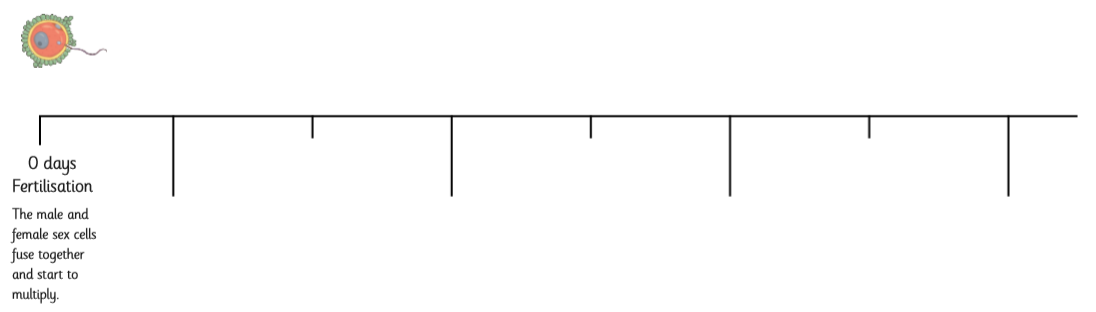 0 days
Fertilisation
The male and
female sex cells
fuse together
and start to
multiply.